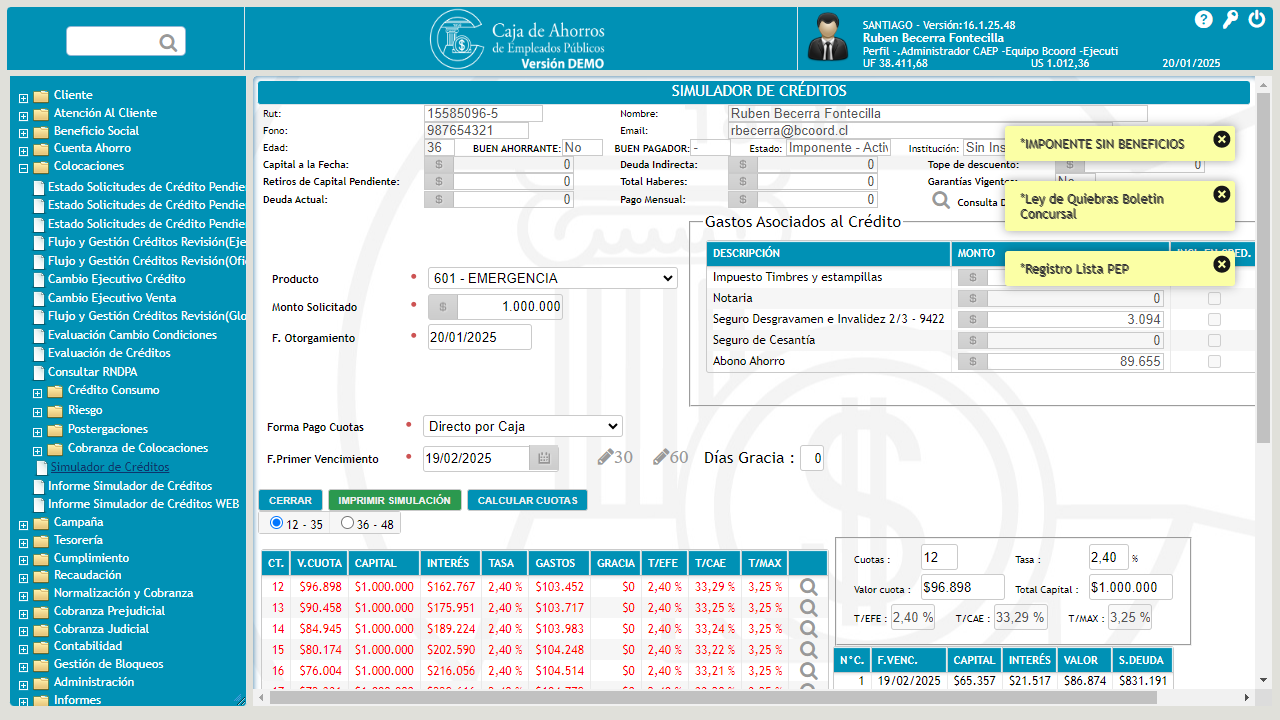 Caja de Ahorros
de Empleados Públicos
Versión DEMO
SANTIAGO - Versión:16.1.25.48
Ruben Becerra Fontecilla
Perfil -.Administrador CAEP -Equipo Bcoord -Ejecuti
UF 38.411,68 US 1.012,36 20/01/2025
Cliente
Atención Al Cliente
Beneficio Social
Cuenta Ahorro
Colocaciones
Estado Solicitudes de Crédito Pendie
Estado Solicitudes de Crédito Pendie
Estado Solicitudes de Crédito Pendie
Flujo y Gestión Créditos Revisión(Eje
Flujo y Gestión Créditos Revisión(Ofi
Cambio Ejecutivo Crédito
Cambio Ejecutivo Venta
Flujo y Gestión Créditos Revisión(Glo
Evaluación Cambio Condiciones
Evaluación de Créditos
Consultar RNDPA
Crédito Consumo
Riesgo
Postergaciones
Cobranza de Colocaciones
Simulador de Créditos
Informe Simulador de Créditos
Informe Simulador de Créditos WEB
Campaña
Tesorería
Cumplimiento
Recaudación
Normalización y Cobranza
Cobranza Prejudicial
Cobranza Judicial
Contabilidad
Gestión de Bloqueos
Administración
Informes
SIMULADOR DE CRÉDITOS
Rut: 15585096-5 Nombre: Ruben Becerra Fontecilla
Fono: 987654321 Email: rbecerra@bcoord.cl
Edad: 36 BUEN AHORRANTE: No BUEN PAGADOR: - Estado: Imponente - Activ Institución: Sin Ins
Capital a la Fecha: $ 0 Deuda Indirecta: $ 0 Tope de descuento: $ 0
Retiros de Capital Pendiente: $ 0 Total Haberes: $ 0 Garantías Vigentes: No
Deuda Actual: $ 0 Pago Mensual: $ 0 Consulta D
*IMPONENTE SIN BENEFICIOS
*Ley de Quiebras Boletin
Concursal
*Registro Lista PEP
Gastos Asociados al Crédito
DESCRIPCIÓN MONTO INCL. EN CRED.
Impuesto Timbres y estampillas $
Notaria $ 0
Seguro Desgravamen e Invalidez 2/3 - 9422 $ 3.094
Seguro de Cesantía $ 0
Abono Ahorro $ 89.655
Producto * 601 - EMERGENCIA
Monto Solicitado * $ 1.000.000
F. Otorgamiento * 20/01/2025
Forma Pago Cuotas * Directo por Caja
F.Primer Vencimiento * 19/02/2025 30 60 Días Gracia : 0
CERRAR IMPRIMIR SIMULACIÓN CALCULAR CUOTAS
12 - 35 36 - 48
CT. V.CUOTA CAPITAL INTERÉS TASA GASTOS GRACIA T/EFE T/CAE T/MAX
12 $96.898 $1.000.000 $162.767 2,40 % $103.452 $0 2,40 % 33,29 % 3,25 %
13 $90.458 $1.000.000 $175.951 2,40 % $103.717 $0 2,40 % 33,25 % 3,25 %
14 $84.945 $1.000.000 $189.224 2,40 % $103.983 $0 2,40 % 33,24 % 3,25 %
15 $80.174 $1.000.000 $202.590 2,40 % $104.248 $0 2,40 % 33,22 % 3,25 %
16 $76.004 $1.000.000 $216.056 2,40 % $104.514 $0 2,40 % 33,21 % 3,25 %
Cuotas : 12 Tasa : 2,40 %
Valor cuota : $96.898 Total Capital : $1.000.000
T/EFE : 2,40 % T/CAE : 33,29 % T/MAX : 3,25 %
N°C. F.VENC. CAPITAL INTERÉS VALOR S.DEUDA
1 19/02/2025 $65.357 $21.517 $86.874 $831.191